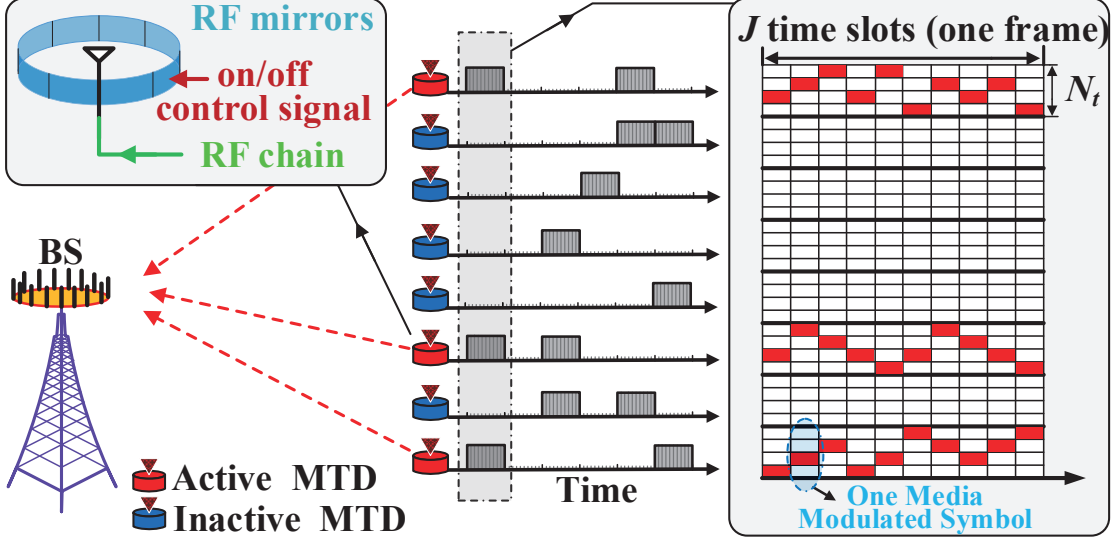 RF mirrors
on/off
control signal
RF chain
BS
Active MTD
Inactive MTD
Time
J time slots (one frame)
Nt
One Media
Modulated Symbol